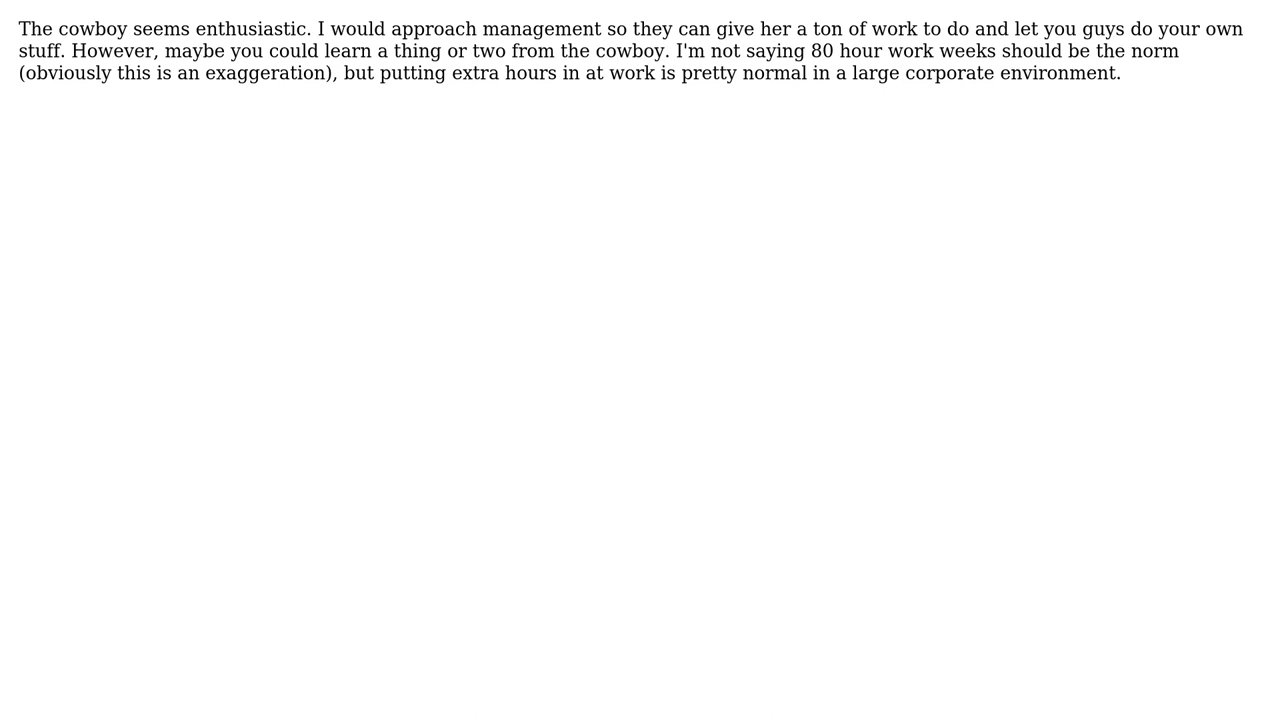 The cowboy seems enthusiastic. I would approach management so they can give her a ton of work to do and let you guys do your own
stuff. However, maybe you could learn a thing or two from the cowboy. I'm not saying 80 hour work weeks should be the norm
(obviously this is an exaggeration), but putting extra hours in at work is pretty normal in a large corporate environment.